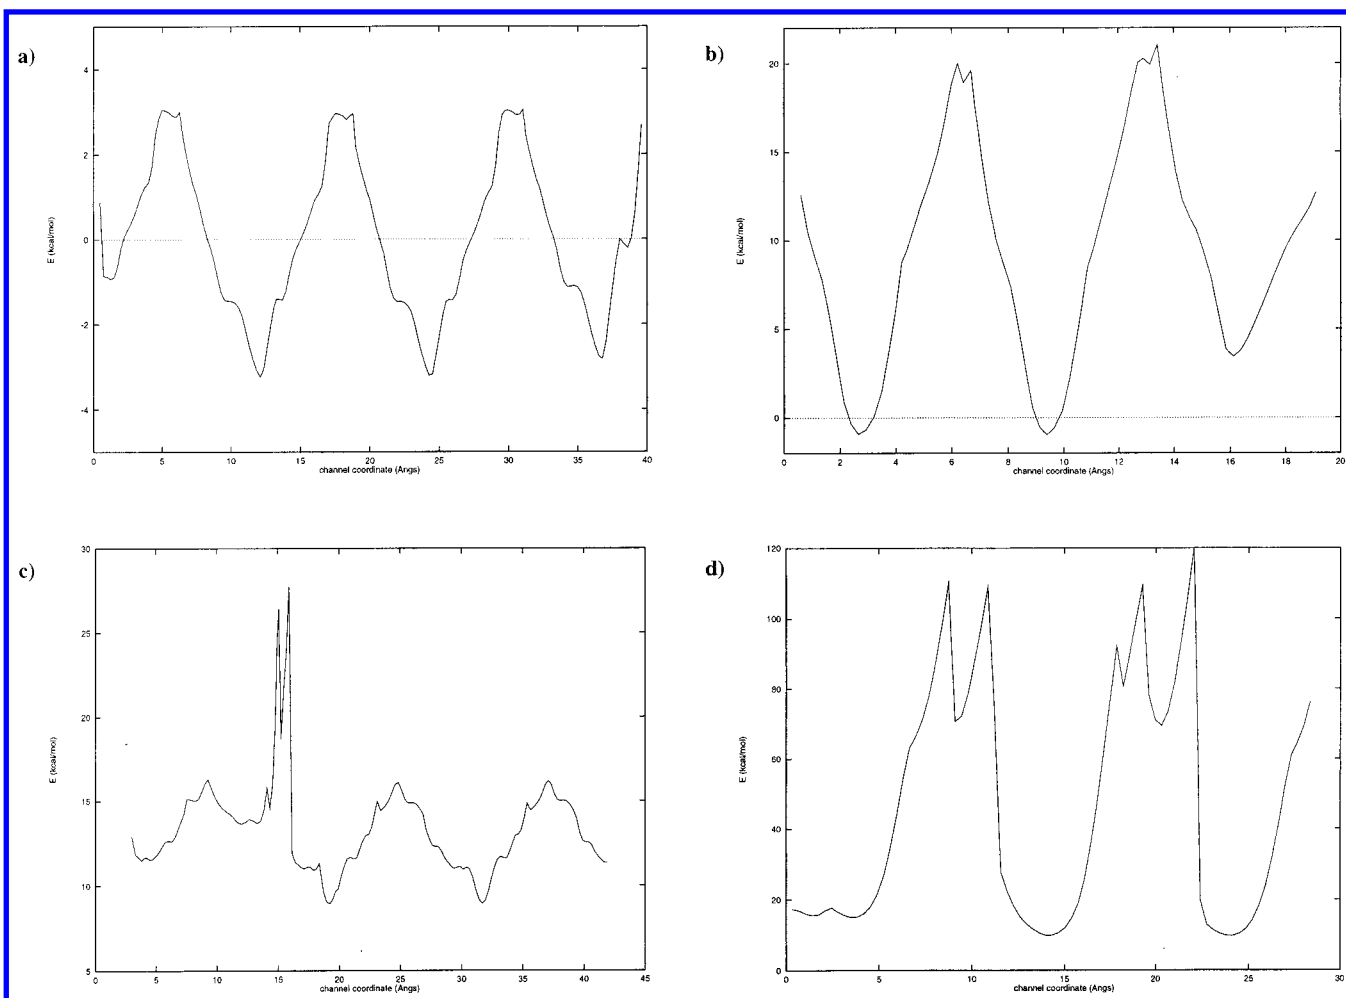 a)
4
2
0
-2
-4
E (kcal/mol)
0 5 10 15 20 25 30 35 40
channel coordinate (Angs)
b)
20
15
10
5
0
E (kcal/mol)
0 2 4 6 8 10 12 14 16 18 20
channel coordinate (Angs)
c)
30
25
20
15
10
5
E (kcal/mol)
0 5 10 15 20 25 30 35 40 45
channel coordinate (Angs)
d)
120
100
80
60
40
20
0
E (kcal/mol)
0 5 10 15 20 25 30
channel coordinate (Angs)